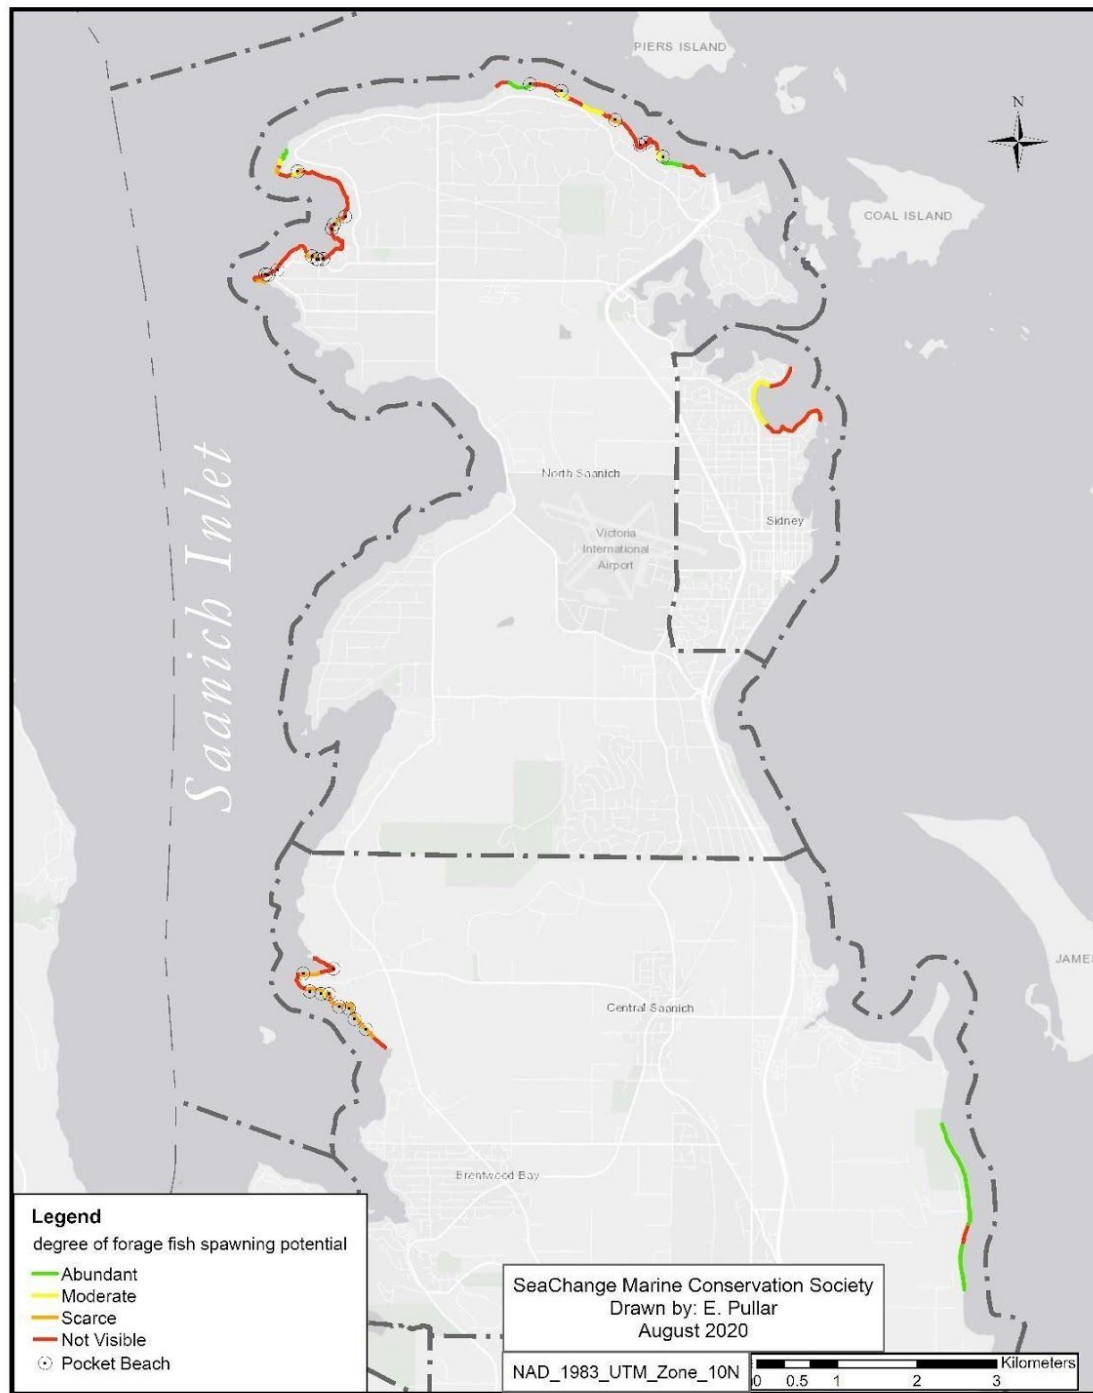 PIERS ISLAND
N
COAL ISLAND
North Saanich
Sidney
Victoria
International
Airport
Saanich Inlet
JAMES
Central Saanich
Brentwood Bay
Legend
degree of forage fish spawning potential
Abundant
Moderate
Scarce
Not Visible
Pocket Beach
SeaChange Marine Conservation Society
Drawn by: E. Pullar
August 2020
NAD_1983_UTM_Zone_10N
Kilometers
0 0.5 1 2 3